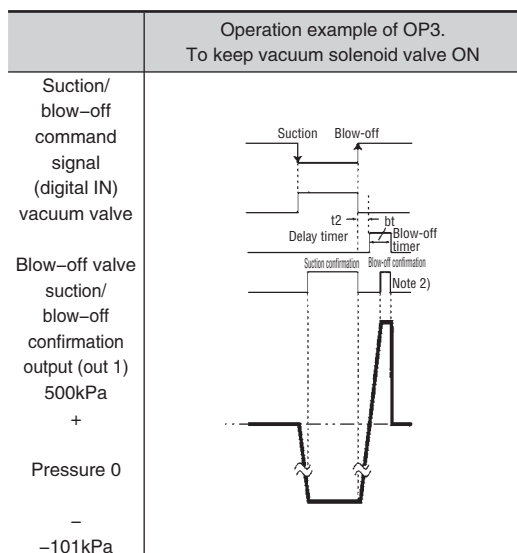 Operation example of OP3.
To keep vacuum solenoid valve ON
Suction/
blow-off
command
signal
(digital IN)
vacuum valve
Blow-off valve
suction/
blow-off
confirmation
output (out 1)
500kPa
+
Pressure 0
–
–101kPa
Suction Blow-off
t2 bt
Delay timer Blow-off
timer
Suction confirmation Blow-off confirmation
Note 2)